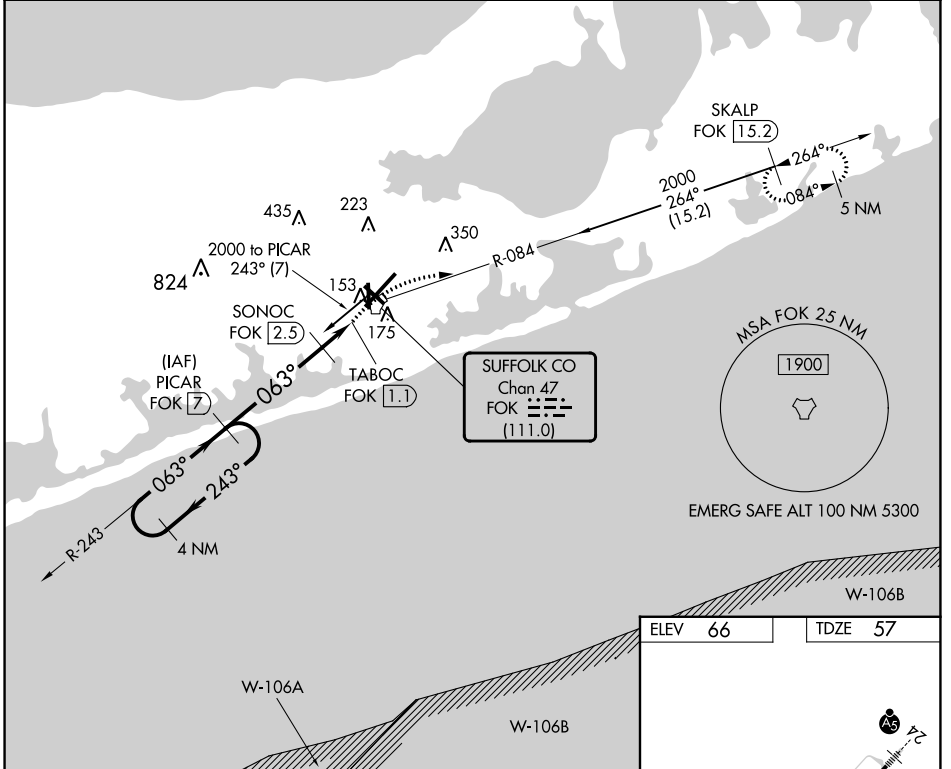 SKALP
FOK 15.2
264°
2000
264°
(15.2)
084°
5 NM
435
223
350
2000 to PICAR
243° (7)
R-084
824
153
SONOC
FOK 2.5
175
MSA FOK 25 NM
1900
(IAF)
PICAR
FOK 7
063°
TABOC
FOK 1.1
SUFFOLK CO
Chan 47
FOK
(111.0)
063°
243°
EMERG SAFE ALT 100 NM 5300
R-243
4 NM
W-106B
ELEV 66
TDZE 57
W-106A
W-106B
A5
24